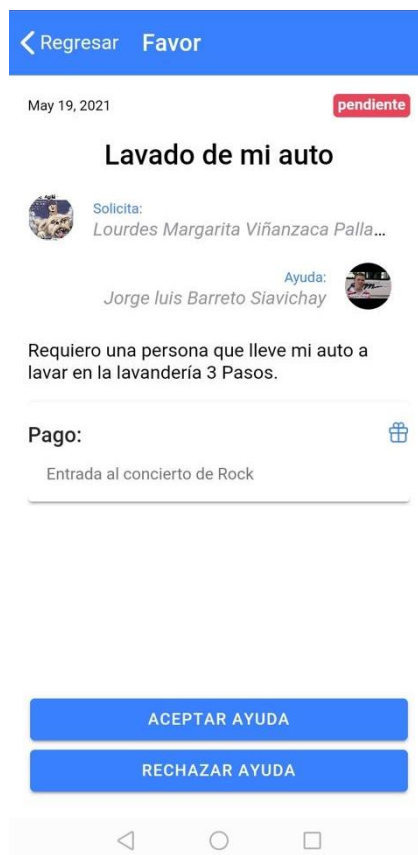 Regresar Favor
May 19, 2021 pendiente
Lavado de mi auto
Solicita:
Lourdes Margarita Viñanzaca Palla...
Ayuda:
Jorge luis Barreto Siavichay
Requiero una persona que lleve mi auto a
lavar en la lavandería 3 Pasos.
Pago:
Entrada al concierto de Rock
ACEPTAR AYUDA
RECHAZAR AYUDA